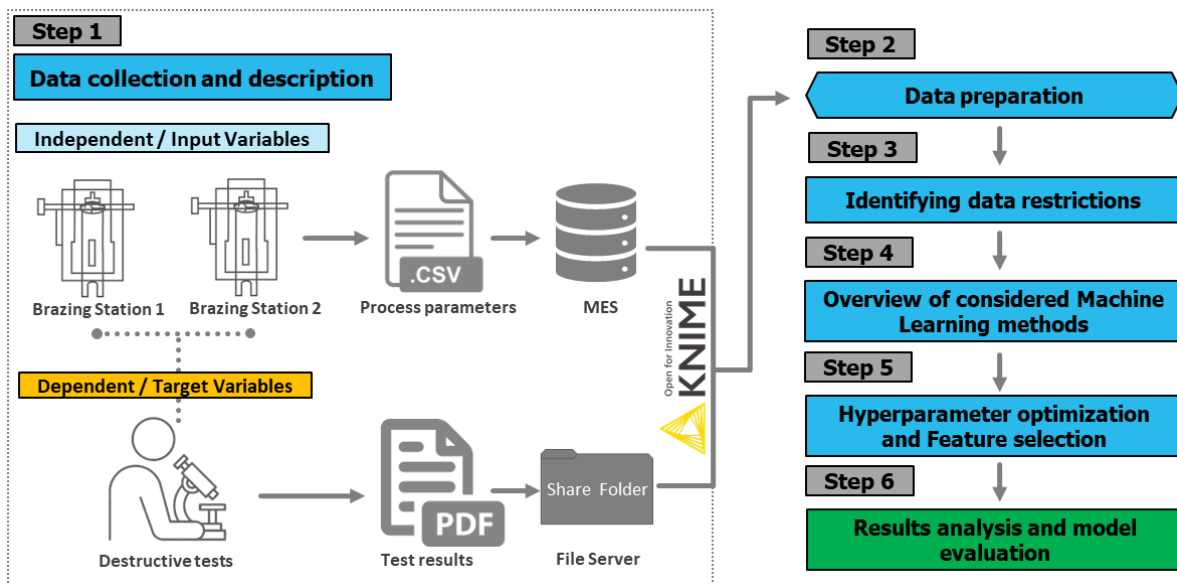 Step 1
Data collection and description
Independent / Input Variables
Brazing Station 1
Brazing Station 2
.CSV
Process parameters
MES
Dependent / Target Variables
Destructive tests
PDF
Test results
Share Folder
File Server
Open for Innovation
KNIME
Step 2
Data preparation
Step 3
Identifying data restrictions
Step 4
Overview of considered Machine
Learning methods
Step 5
Hyperparameter optimization
and Feature selection
Step 6
Results analysis and model
evaluation